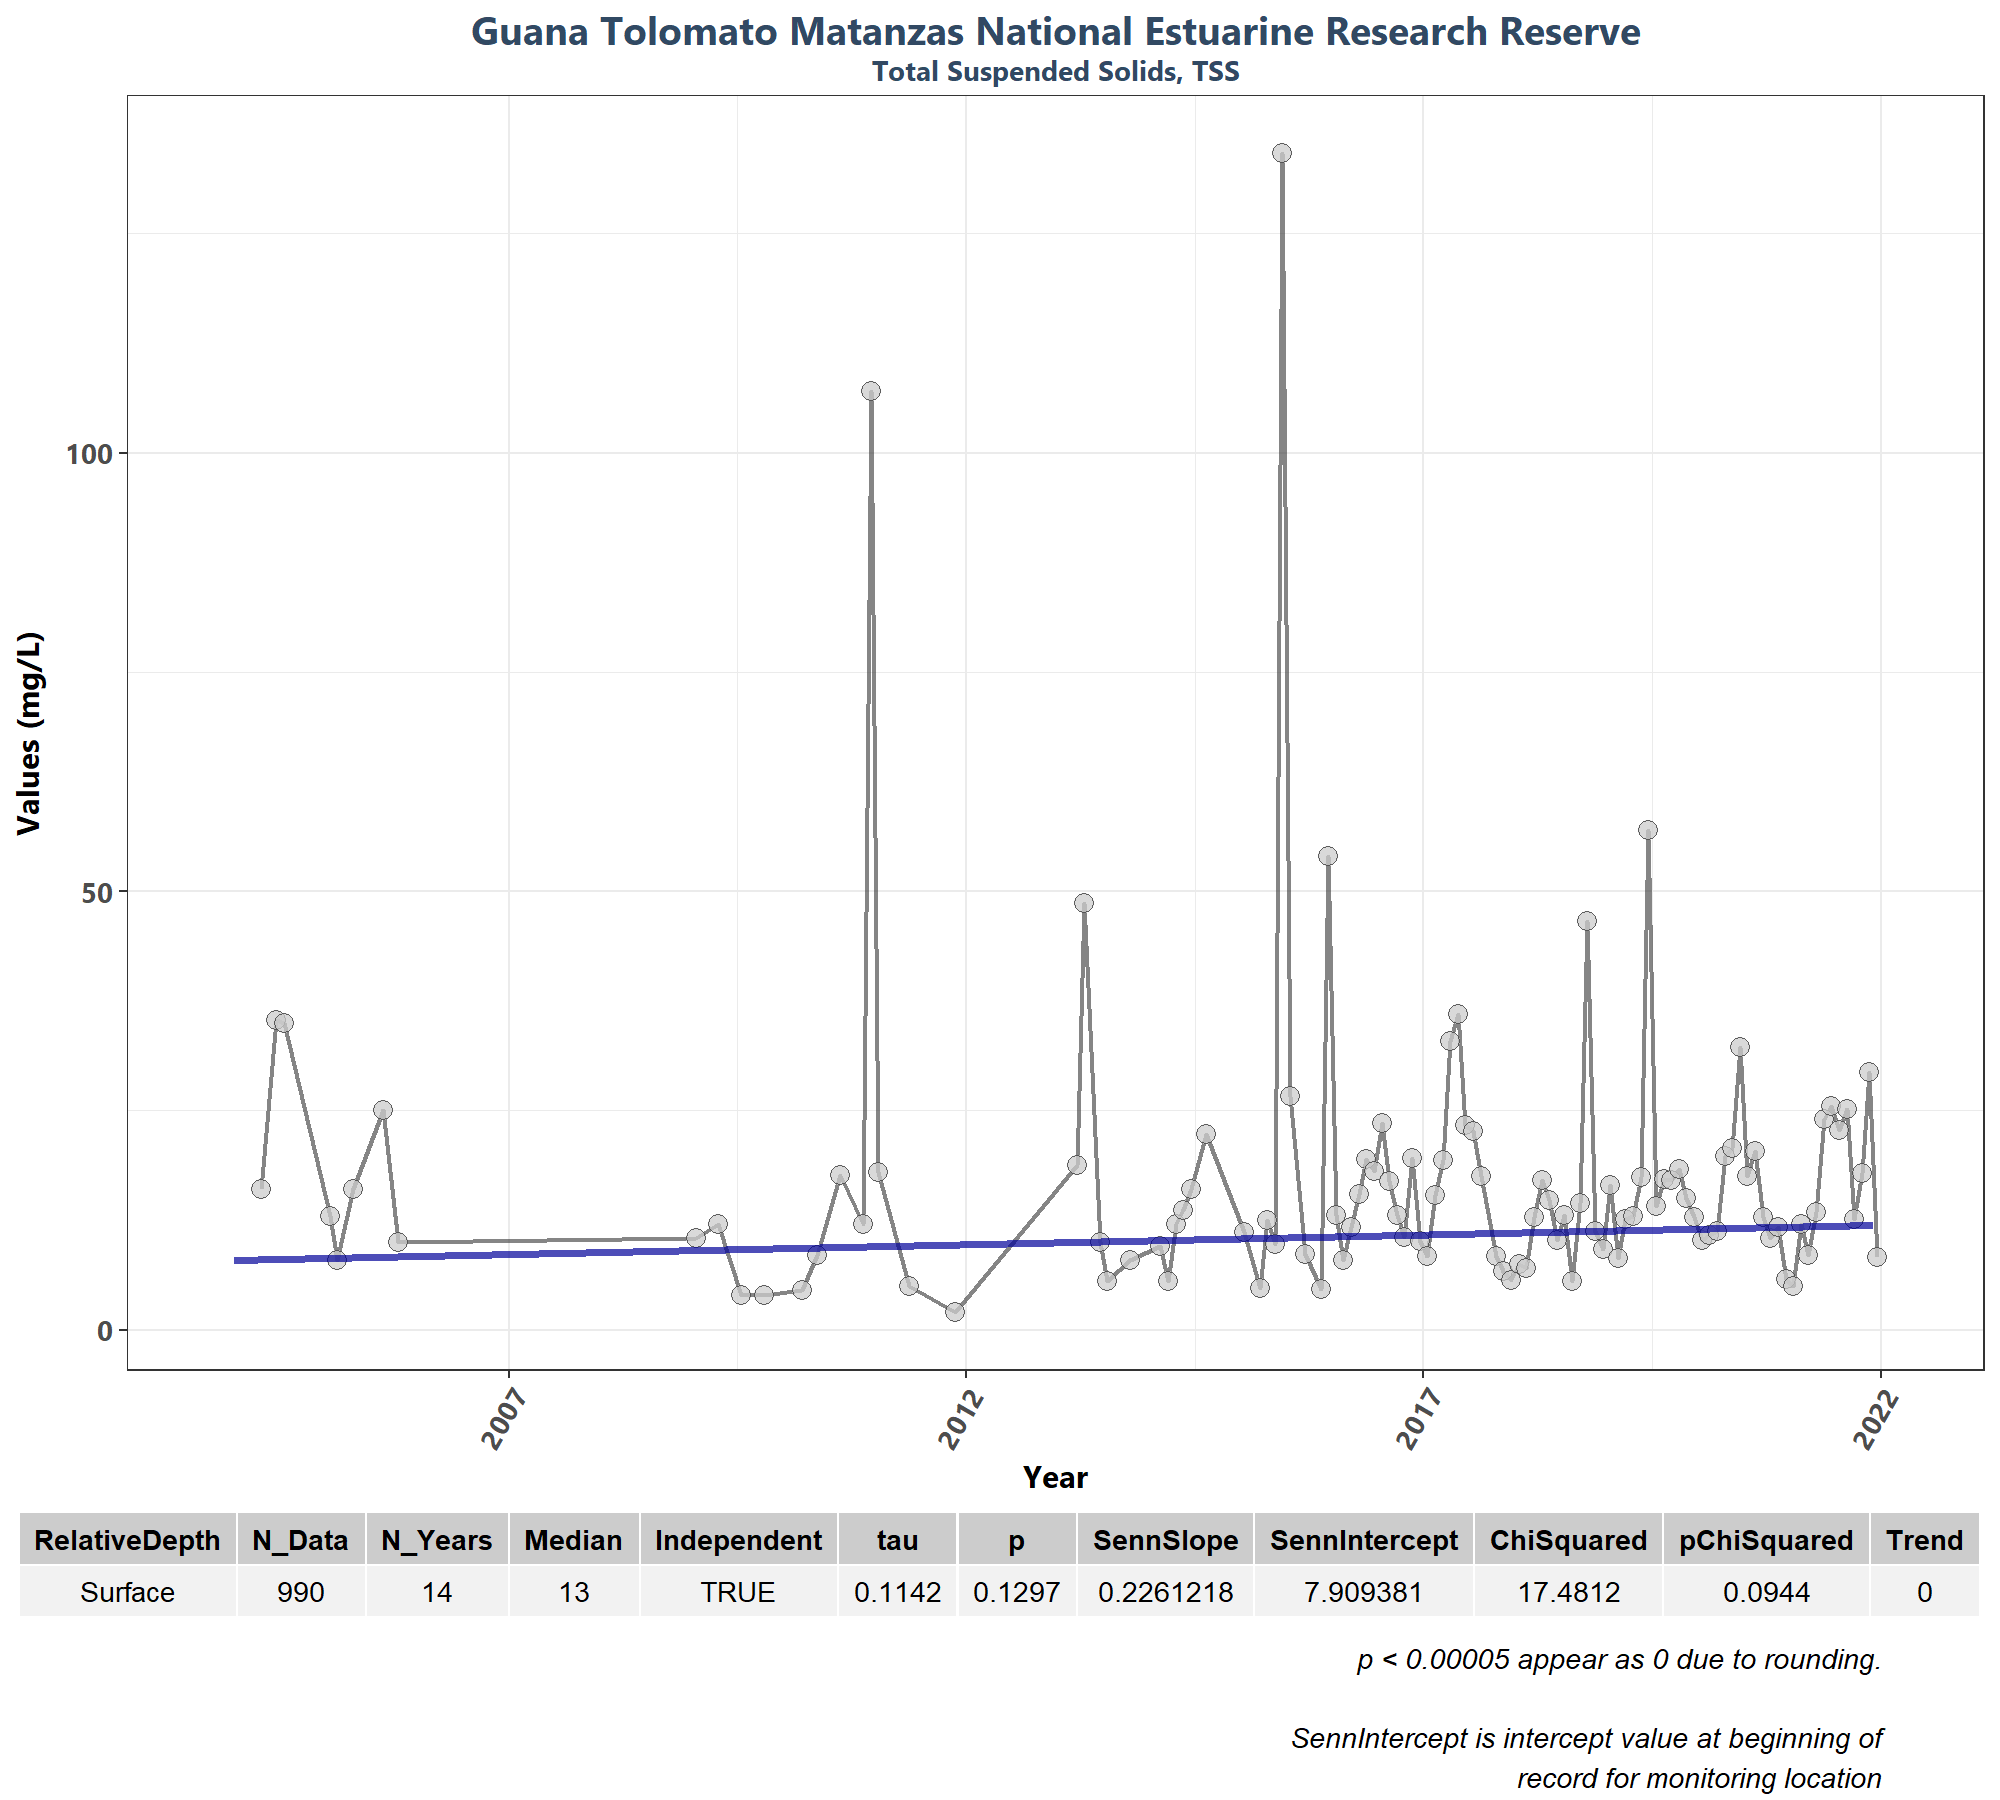 Guana Tolomato Matanzas National Estuarine Research Reserve
Total Suspended Solids, TSS
Values (mg/L)
100
50
0
2007
2012
2017
2022
Year
RelativeDepth N_Data N_Years Median Independent tau p SennSlope SennIntercept ChiSquared pChiSquared Trend
Surface 990 14 13 TRUE 0.1142 0.1297 0.2261218 7.909381 17.4812 0.0944 0
p < 0.00005 appear as 0 due to rounding.
SennIntercept is intercept value at beginning of
record for monitoring location